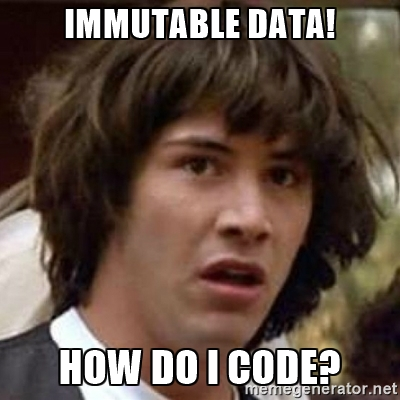 IMMUTABLE DATA!
HOW DO I CODE?
memegenerator.net